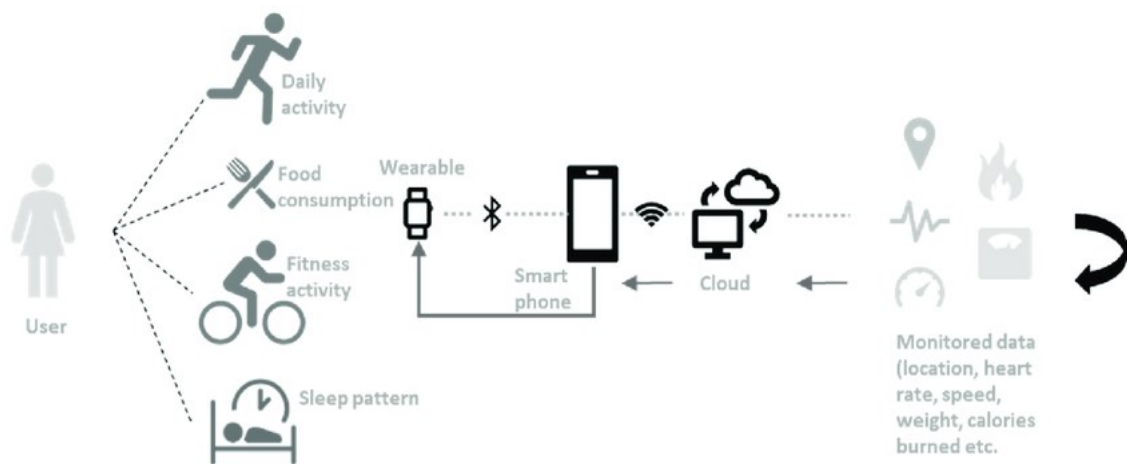 Daily
activity
Food
consumption
Wearable
Fitness
activity
Smart
phone
Cloud
User
Sleep pattern
Monitored data
(location, heart
rate, speed,
weight, calories
burned etc.